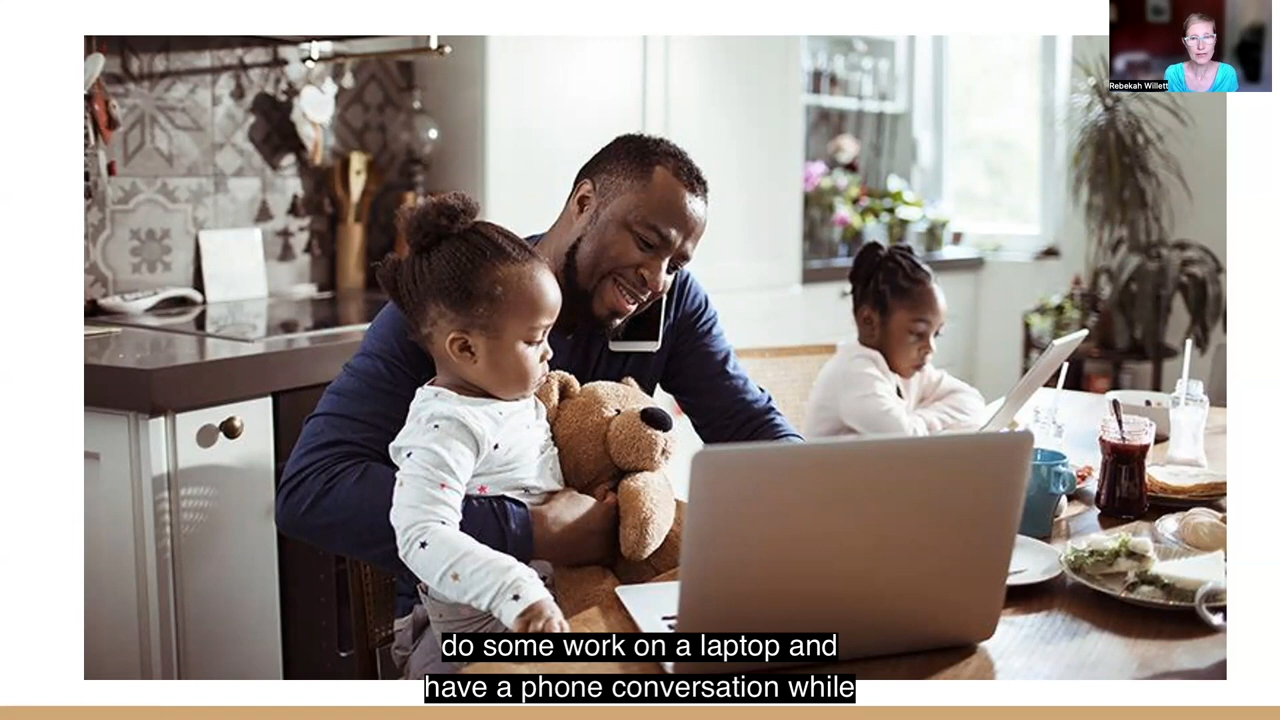 Rebekah Willett
do some work on a laptop and
have a phone conversation while